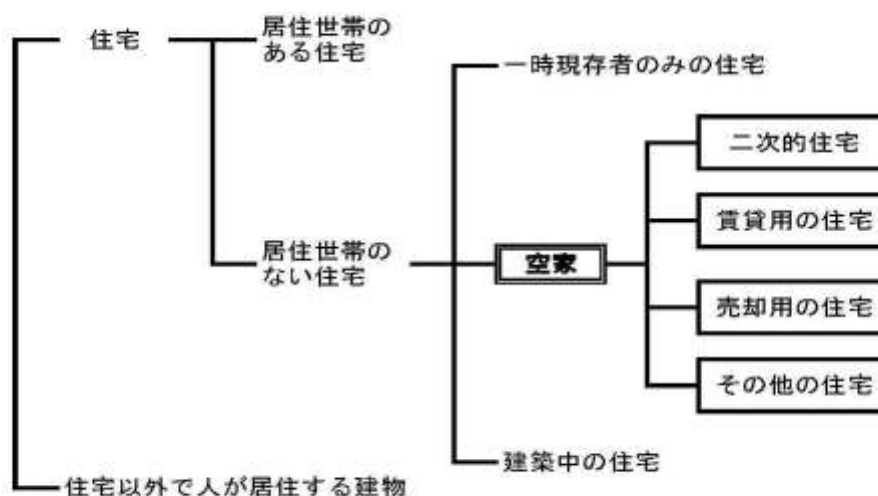 住宅
居住世帯の
ある住宅
一時現存者のみの住宅
二次的住宅
賃貸用の住宅
居住世帯の
ない住宅
空家
売却用の住宅
その他の住宅
建築中の住宅
住宅以外で人が居住する建物